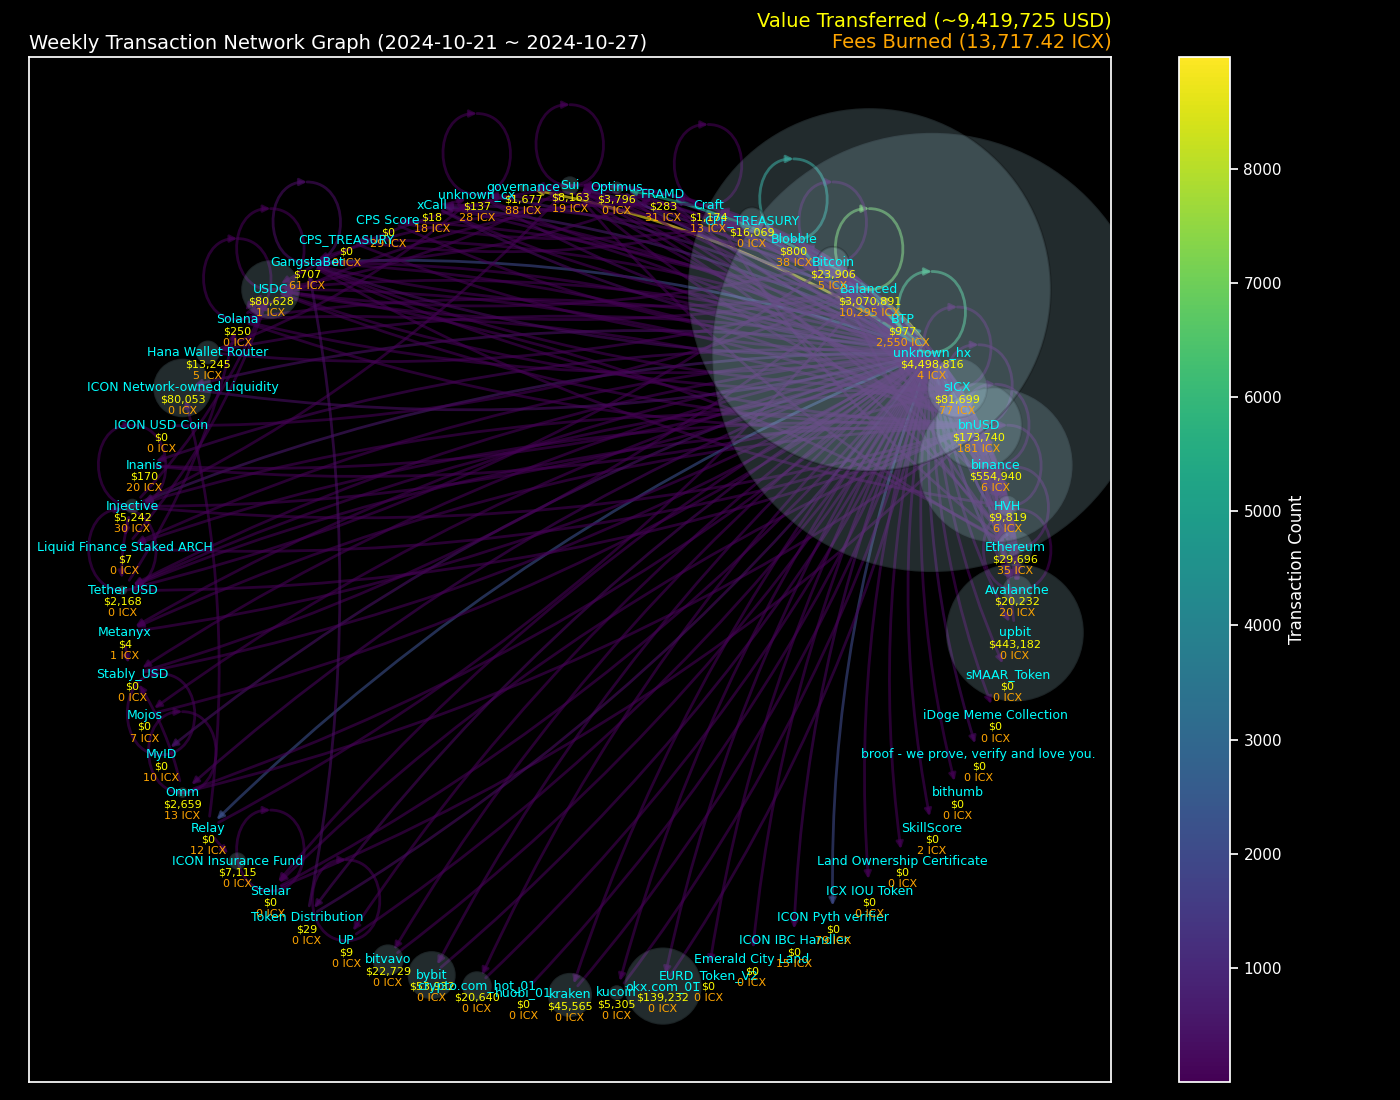 Value Transferred (~9,419,725 USD)
Weekly Transaction Network Graph (2024-10-21 ~ 2024-10-27)
Fees Burned (13,717.42 ICX)
Sui
$8,163
19 ICX
governance
$1,677
88 ICX
Optimus
$3,796
0 ICX
unknown_cx
$137
28 ICX
FRAMD
$283
31 ICX
xCall
$18
18 ICX
Craft
$1,174
13 ICX
CPS Score
$0
29 ICX
$16,069
0 ICX
CPS_TREASURY
$0
Blobble
$800
38 ICX
GangstaBet
$707
61 ICX
Bitcoin
$23,906
5 ICX
USDC
$80,628
1 ICX
Balanced
$3,070,891
10,295 ICX
Solana
$250
0 ICX
BTP
$977
2,550 ICX
Hana Wallet Router
$13,245
5 ICX
unknown_hx
$4,498,816
4 ICX
ICON Network-owned Liquidity
$80,053
0 ICX
sICX
$81,699
77 ICX
ICON USD Coin
$0
0 ICX
bnUSD
$173,740
181 ICX
Inanis
$170
20 ICX
binance
$554,940
6 ICX
Injective
$5,242
30 ICX
HVH
$9,819
6 ICX
Liquid Finance Staked ARCH
$7
0 ICX
Ethereum
$29,696
35 ICX
Tether USD
$2,168
0 ICX
Avalanche
$20,232
20 ICX
Metanyx
$4
1 ICX
upbit
$443,182
0 ICX
Stably_USD
$0
0 ICX
sMAAR_Token
$0
0 ICX
Mojos
$0
7 ICX
iDoge Meme Collection
$0
0 ICX
MyID
$0
10 ICX
broof - we prove, verify and love you.
$0
0 ICX
Omm
$2,659
13 ICX
bithumb
$0
0 ICX
Relay
$0
12 ICX
SkillScore
$0
2 ICX
ICON Insurance Fund
$7,115
0 ICX
Land Ownership Certificate
$0
0 ICX
Stellar
$0
0 ICX
ICX IOU Token
$0
0 ICX
Token Distribution
$29
0 ICX
ICON Pyth verifier
$0
UP
$9
0 ICX
ICON IBC Handler
$0
15 ICX
bitvavo
$22,729
0 ICX
Emerald City Land
$0
0 ICX
bybit
$53,932
0 ICX
EURD_Token_V2
$0
0 ICX
$20,640
0 ICX
huobi_01
$0
0 ICX
kraken
$45,565
0 ICX
kucoin
$5,305
0 ICX
okx.com_01
$139,232
0 ICX
8000
7000
6000
5000
4000
3000
2000
1000
Transaction Count